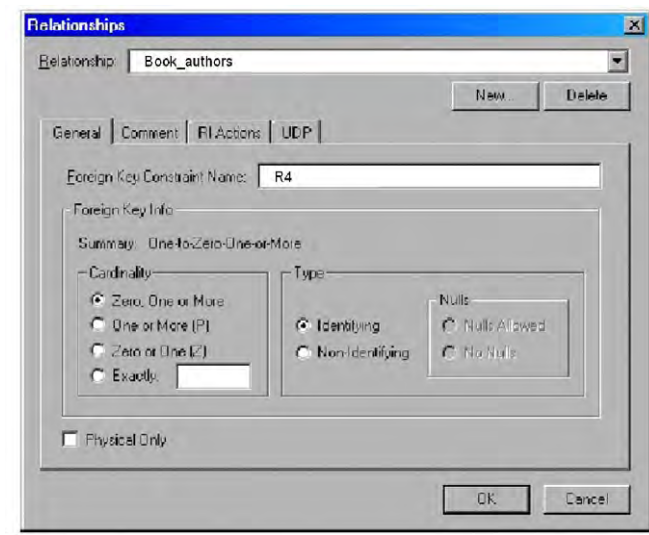 Relationships
Relationship: Book_authors
New... Delete
General Comment RI Actions UDP
Foreign Key Constraint Name: R4
Foreign Key Info
Summary: One-to-Zero-One-or-More
Cardinality Type
Zero, One or More Nulls
One or More (P) Identifying Nulls Allowed
Zero or One (Z) Non-Identifying No Nulls
Exactly:
Physical Only
OK Cancel